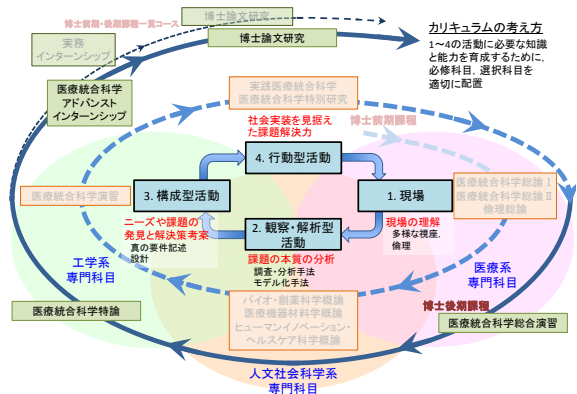 博士前期・後期課程一貫コース
博士論文研究
実務
インターンシップ
博士論文研究
カリキュラムの考え方
1～4の活動に必要な知識
と能力を育成するために,
必修科目, 選択科目を
適切に配置
医療統合科学
アドバンスト
インターンシップ
実践医療統合科学
医療統合科学特別研究
社会実装を見据え
た課題解決力
博士前期課程
4. 行動型活動
医療統合科学演習
3. 構成型活動
1. 現場
医療統合科学総論Ⅰ
医療統合科学総論Ⅱ
倫理総論
ニーズや課題の
発見と解決策考案
真の要件記述
設計
2. 観察・解析型
活動
現場の理解
多様な視座,
倫理
課題の本質の分析
調査・分析手法
モデル化手法
工学系
専門科目
医療系
専門科目
バイオ・創薬科学概論
医療機器材料学概論
ヒューマンイノベーション・
ヘルスケア科学概論
博士後期課程
医療統合科学特論
医療統合科学総合演習
人文社会科学系
専門科目